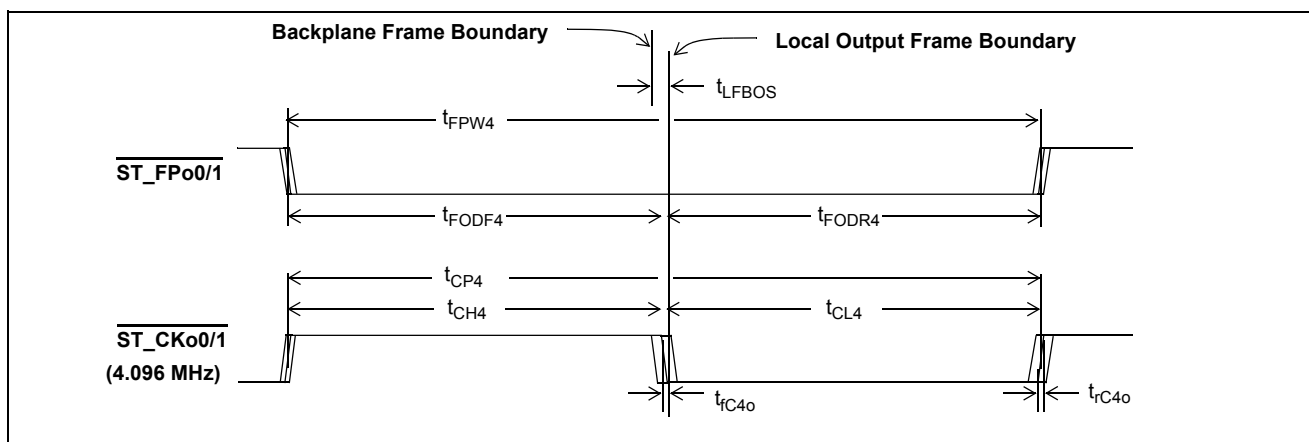 Backplane Frame Boundary
Local Output Frame Boundary
tLFBOS
tFPW4
ST_FPo0/1
tFODF4
tFODR4
tCP4
tCH4
tCL4
ST_CKo0/1
(4.096 MHz)
tfC4o
trC4o